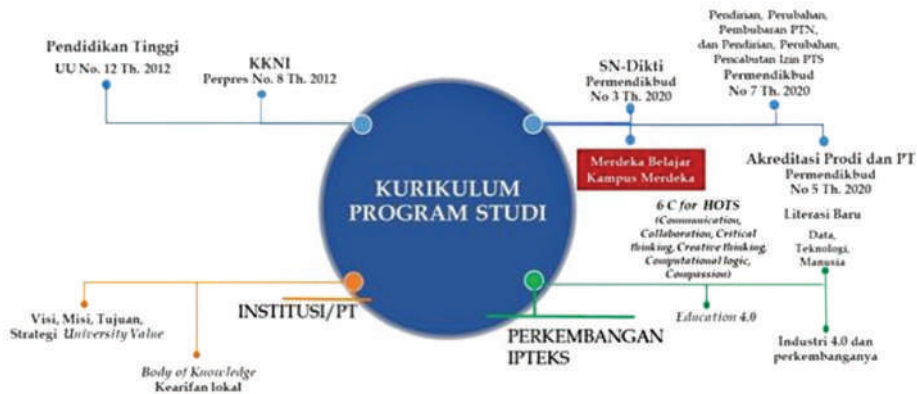 Pendidikan Tinggi
UU No. 12 Th. 2012
KKNI
Perpres No. 8 Th. 2012
SN-Dikti
Permendikbud
No 3 Th. 2020
Pendirian, Perubahan,
Pembubaran PTN,
dan Pendirian, Perubahan,
Pencabutan Izin PTS
Permendikbud
No 7 Th. 2020
Merdeka Belajar
Kampus Merdeka
Akreditasi Prodi dan PT
Permendikbud
No 5 Th. 2020
KURIKULUM
PROGRAM STUDI
6 C for HOTS
(Communication,
Collaboration, Critical
thinking, Creative thinking,
Computational logic,
Compassion)
Literasi Baru
Data,
Teknologi,
Manusia
INSTITUSI/PT
Visi, Misi, Tujuan,
Strategi University Value
Body of Knowledge
Kearifan lokal
PERKEMBANGAN
IPTEKS
Education 4.0
Industri 4.0 dan
perkembanganya